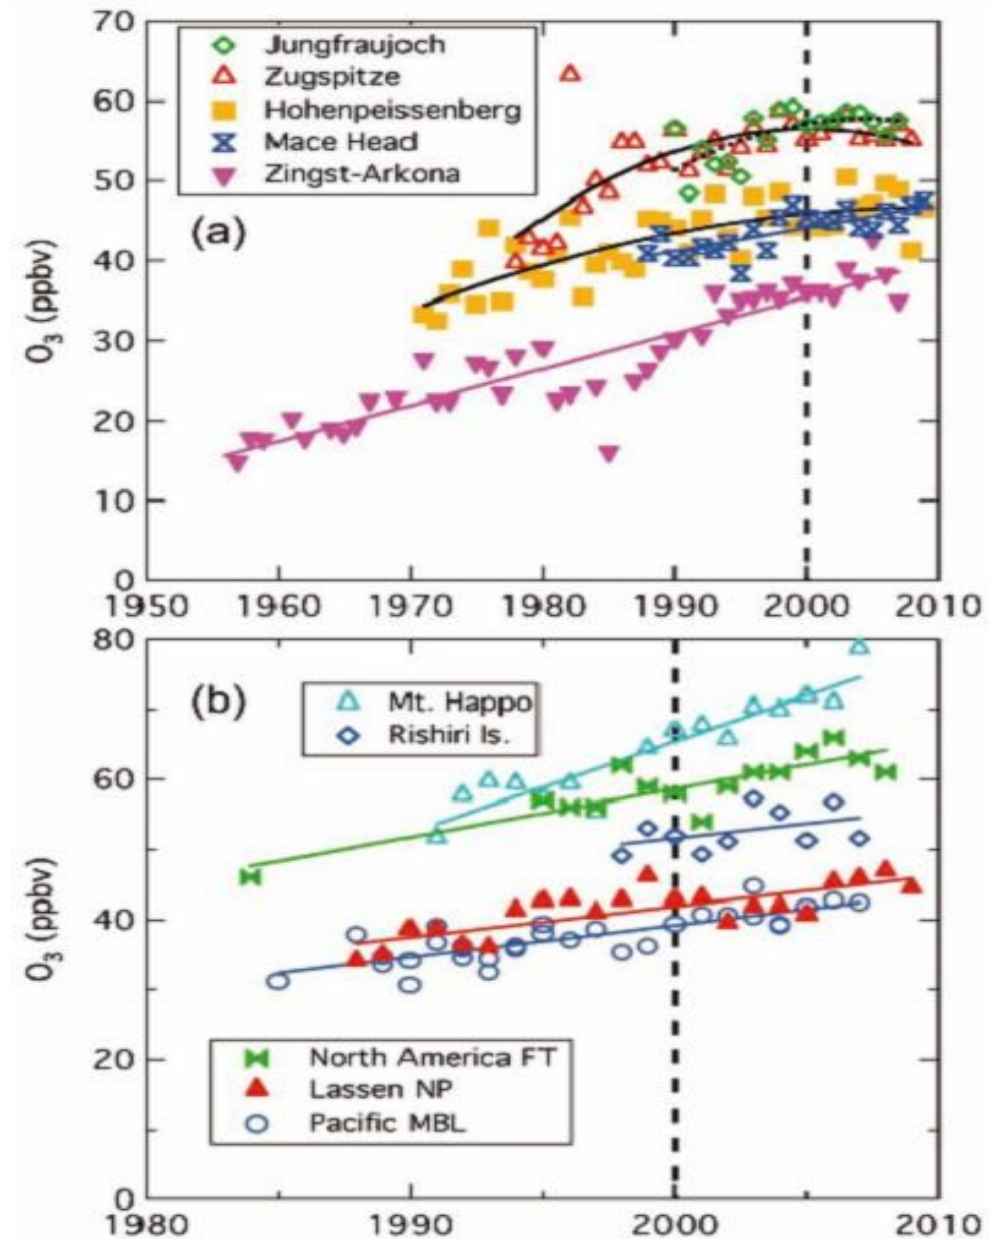 70
Jungfraujoch
Zugspitze
Hohenpeissenberg
Mace Head
Zingst-Arkona
60
50
(a)
40
O3 (ppbv)
30
20
10
0
1950 1960 1970 1980 1990 2000 2010
80
(b)
Mt. Happo
Rishiri Is.
60
O3 (ppbv)
40
20
North America FT
Lassen NP
Pacific MBL
0
1980 1990 2000 2010